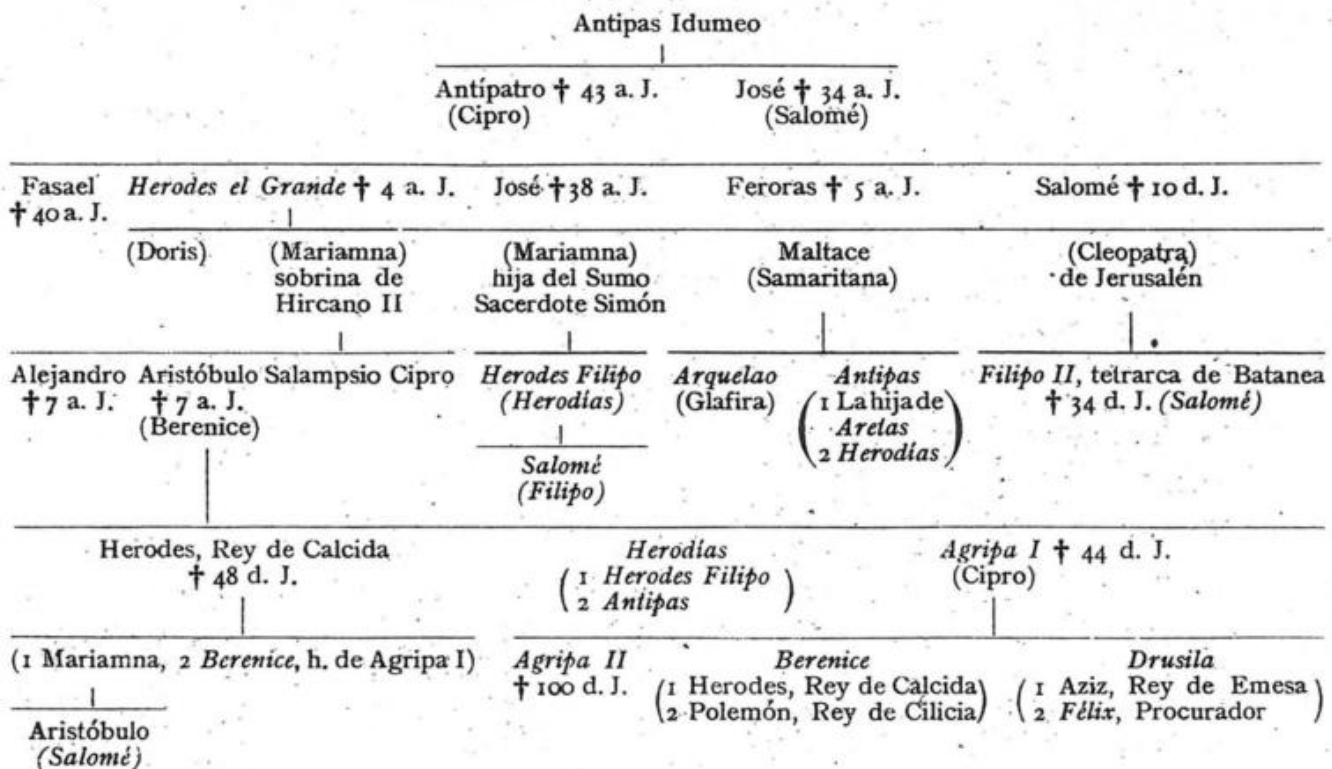 Antipas Idumeo
Antípatro † 43 a. J. José † 34 a. J.
(Cipro) (Salomé)
Fasael Herodes el Grande † 4 a. J. José † 38 a. J. Feroras † 5 a. J. Salomé † 10 d. J.
† 40 a. J.
(Doris) (Mariamna) (Mariamna) Maltace (Cleopatra)
sobrina de hija del Sumo (Samaritana) de Jerusalén
Hircano II Sacerdote Simón
Alejandro Aristóbulo Salampsio Cipro Herodes Filipo Arquelao Antipas Filipo II, tetrarca de Batanea
† 7 a. J. † 7 a. J. (Herodías) (Glafira) (1 La hija de † 34 d. J. (Salomé)
(Berenice) Aretas
2 Herodías)
Salomé
(Filipo)
Herodes, Rey de Calcida Herodías Agripa I † 44 d. J.
† 48 d. J. (1 Herodes Filipo (Cipro)
2 Antipas)
(1 Mariamna, 2 Berenice, h. de Agripa I) Agripa II Berenice Drusila
† 100 d. J. (1 Herodes, Rey de Calcida (1 Aziz, Rey de Emesa
2 Polemón, Rey de Cilicia) 2 Félix, Procurador)
Aristóbulo
(Salomé)